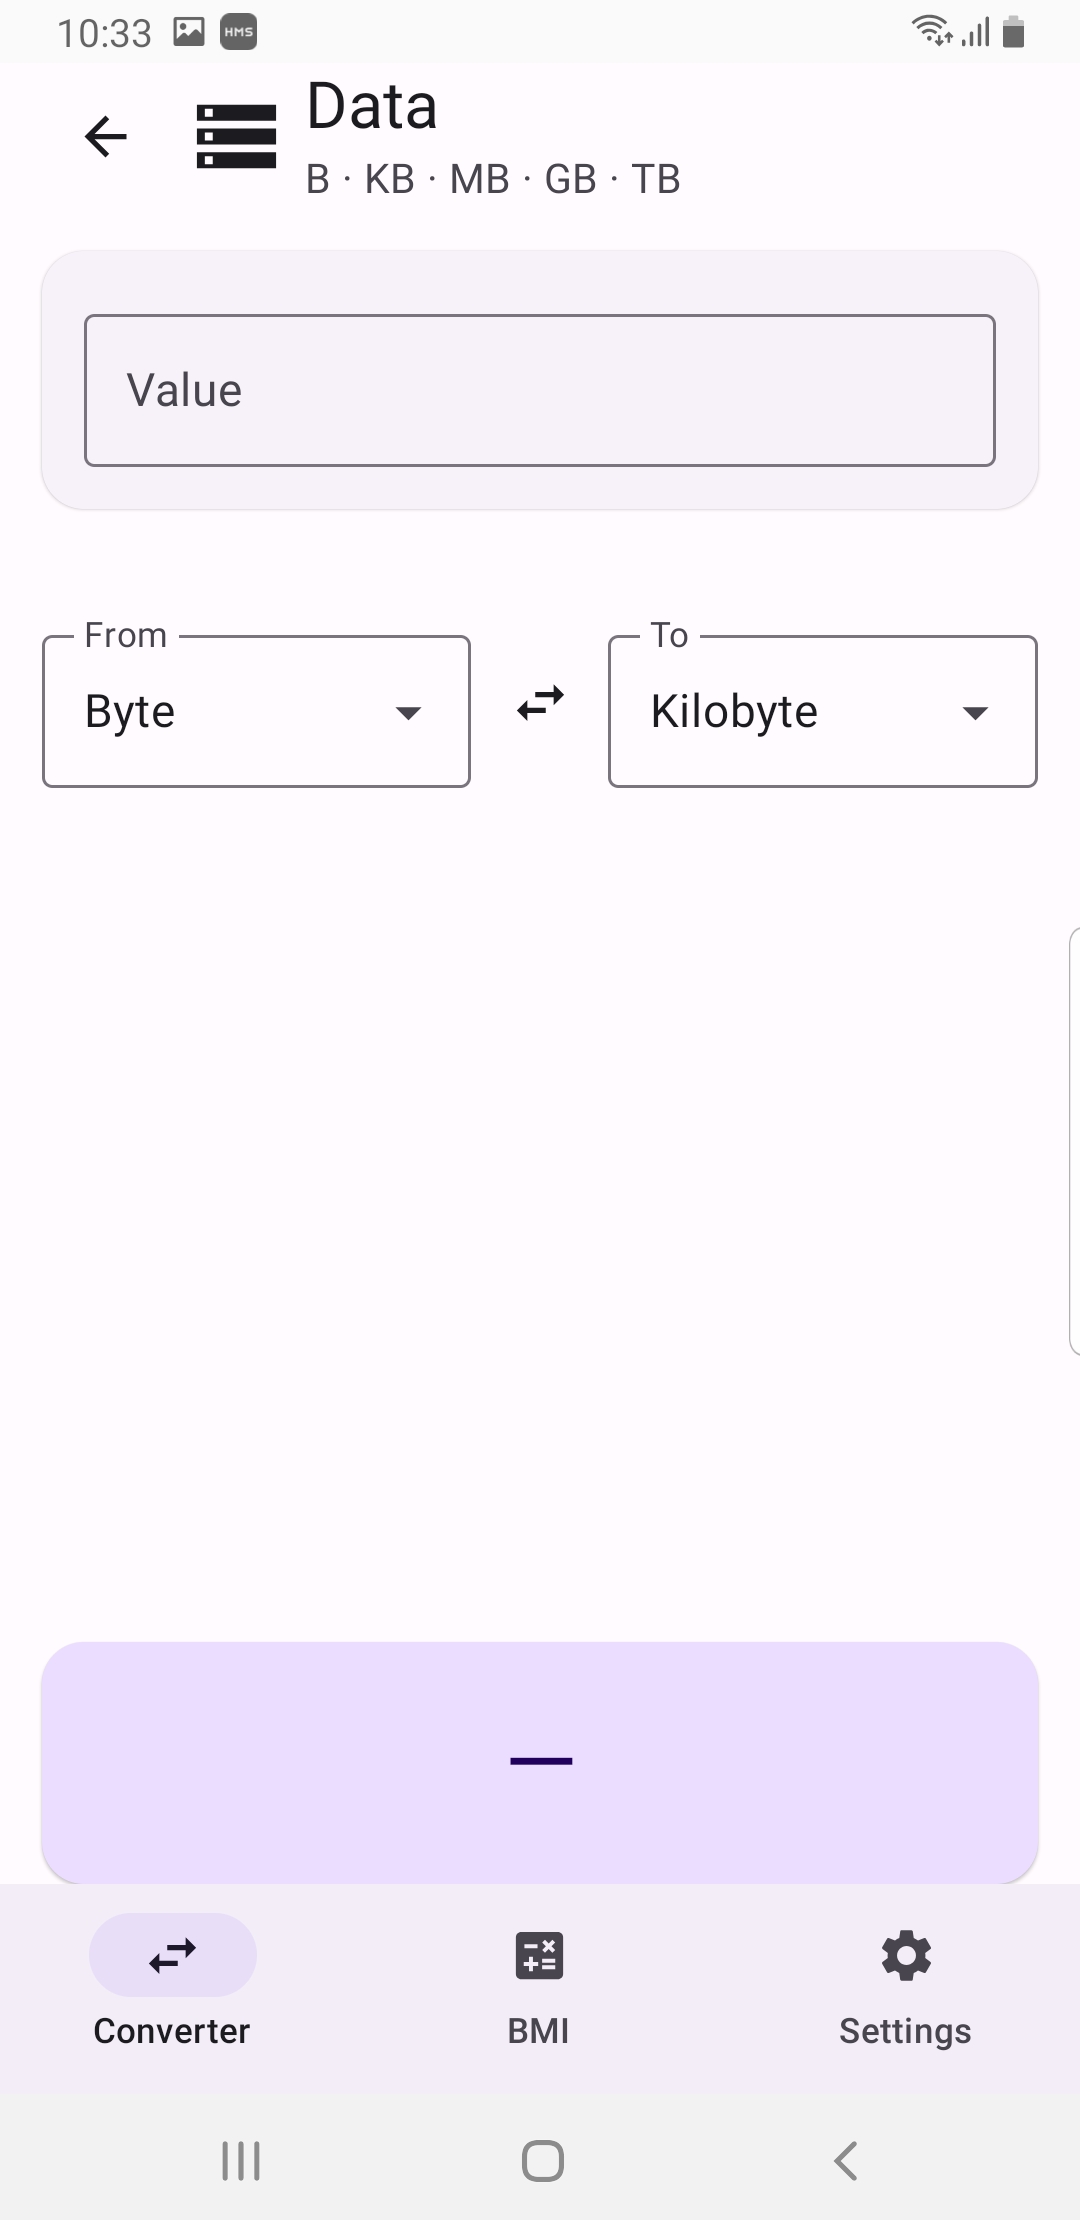 10:33 HMS
Data
B · KB · MB · GB · TB
Value
From To
Byte Kilobyte
Converter BMI Settings